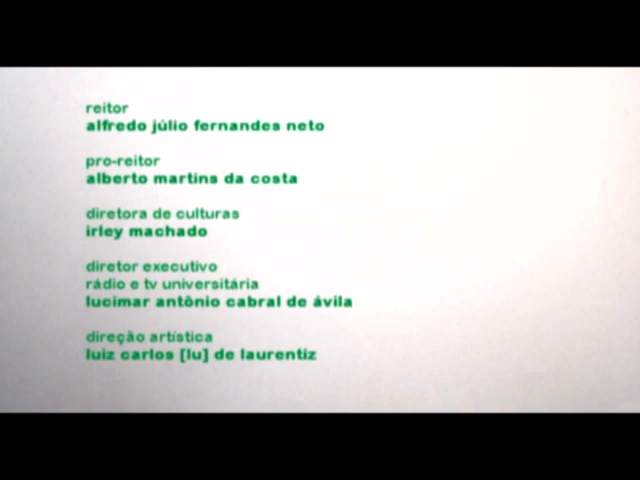 reitor
alfredo júlio fernandes neto
pro-reitor
alberto martins da costa
diretora de culturas
irley machado
diretor executivo
rádio e tv universitária
lucimar antônio cabral de ávila
direção artística
luiz carlos [lu] de laurentiz